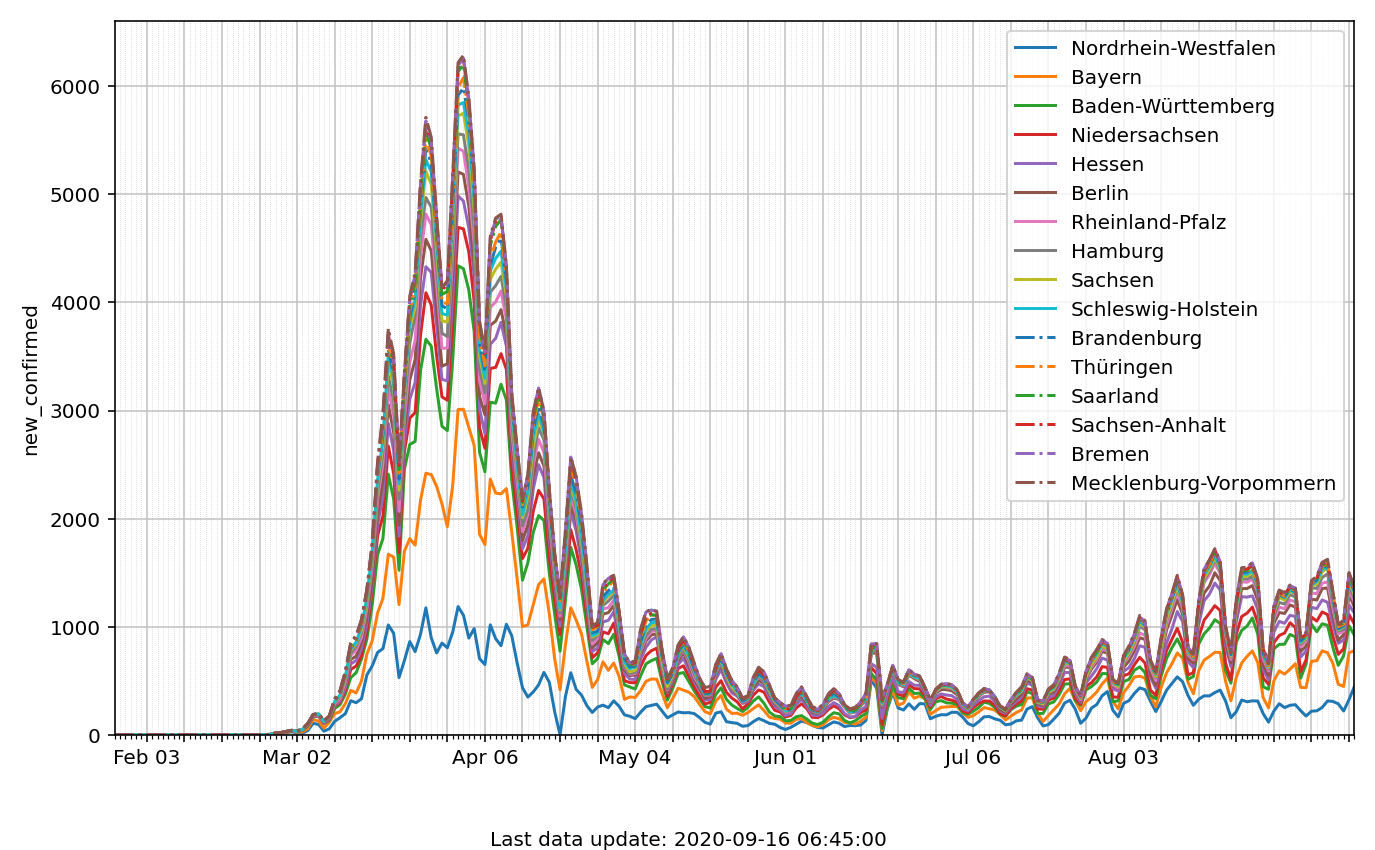 new_confirmed
6000
5000
4000
3000
2000
1000
0
Nordrhein-Westfalen
Bayern
Baden-Württemberg
Niedersachsen
Hessen
Berlin
Rheinland-Pfalz
Hamburg
Sachsen
Schleswig-Holstein
Brandenburg
Thüringen
Saarland
Sachsen-Anhalt
Bremen
Mecklenburg-Vorpommern
Feb 03
Mar 02
Apr 06
May 04
Jun 01
Jul 06
Aug 03
Last data update: 2020-09-16 06:45:00